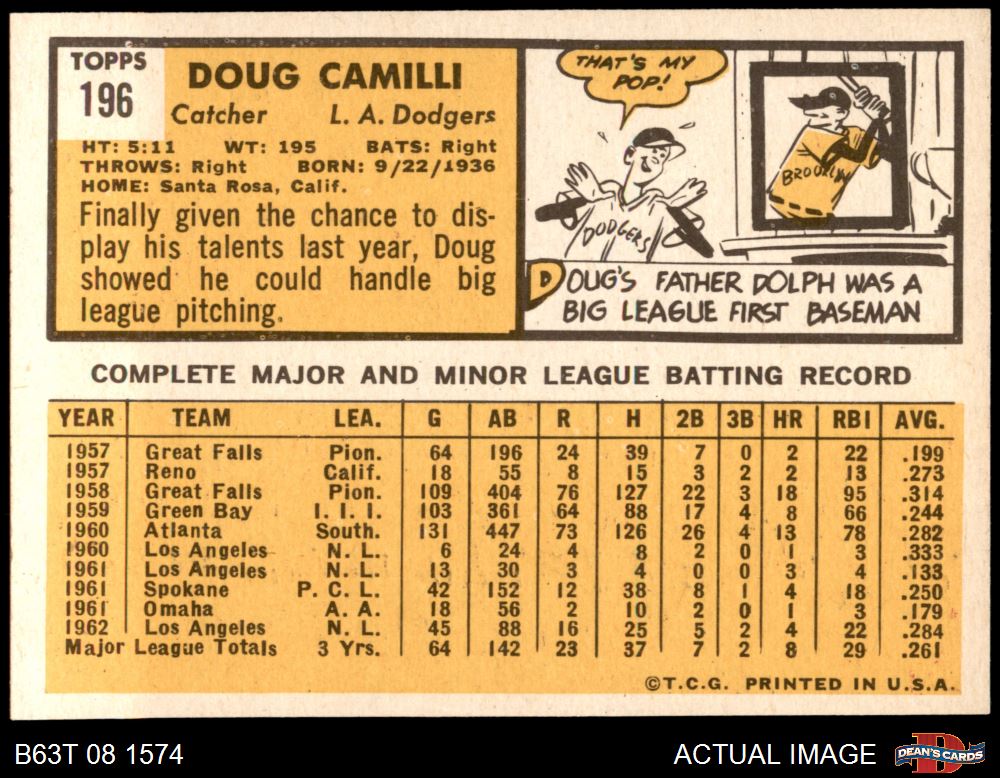 TOPPS
196
DOUG CAMILLI
Catcher L. A. Dodgers
HT: 5:11 WT: 195 BATS: Right
THROWS: Right BORN: 9/22/1936
HOME: Santa Rosa, Calif.
Finally given the chance to dis-
play his talents last year, Doug
showed he could handle big
league pitching.
THAT'S MY
POP!
DODGERS
BROOKLYN
DOUG'S FATHER DOLPH WAS A
BIG LEAGUE FIRST BASEMAN
COMPLETE MAJOR AND MINOR LEAGUE BATTING RECORD
YEAR TEAM LEA. G AB R H 2B 3B HR RBI AVG.
1957 Great Falls Pion. 64 196 24 39 7 0 2 22 .199
1957 Reno Calif. 18 55 8 15 3 2 2 13 .273
1958 Great Falls Pion. 109 404 76 127 22 3 18 95 .314
1959 Green Bay I. I. I. 103 361 64 88 17 4 8 66 .244
1960 Atlanta South. 131 447 73 126 26 4 13 78 .282
1960 Los Angeles N. L. 6 24 4 8 2 0 1 3 .333
1961 Los Angeles N. L. 13 30 3 4 0 0 3 4 .133
1961 Spokane P. C. L. 42 152 12 38 8 1 4 18 .250
1961 Omaha A. A. 18 56 2 10 2 0 1 3 .179
1962 Los Angeles N. L. 45 88 16 25 5 2 4 22 .284
Major League Totals 3 Yrs. 64 142 23 37 7 2 8 29 .261
©T.C.G. PRINTED IN U.S.A.
B63T 08 1574 ACTUAL IMAGE DEAN'S CARDS